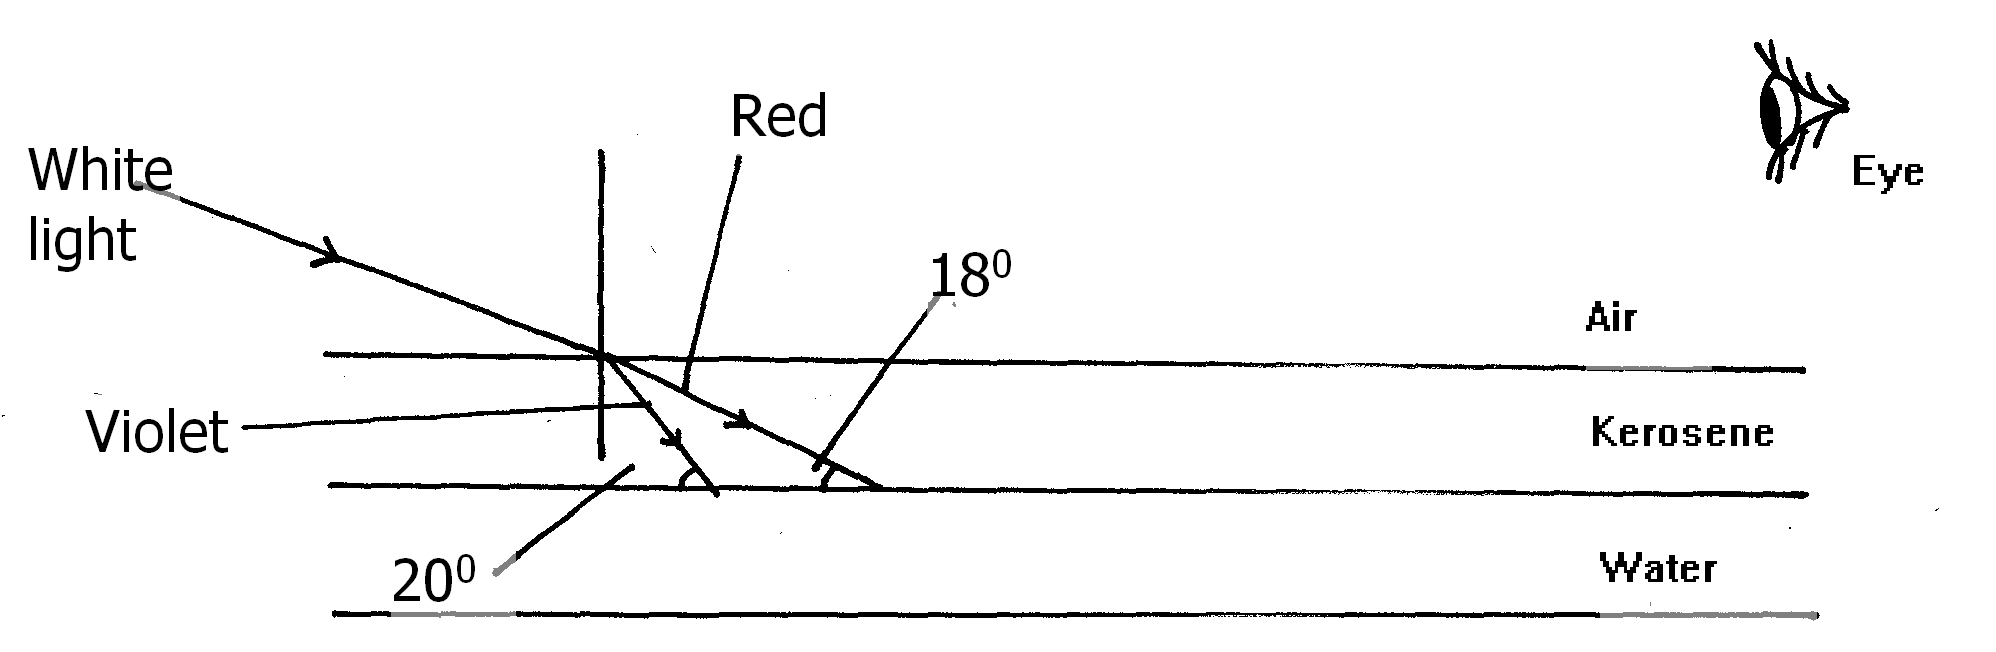 Red
White
light
Eye
18⁰
Air
Violet
Kerosene
Water
20⁰